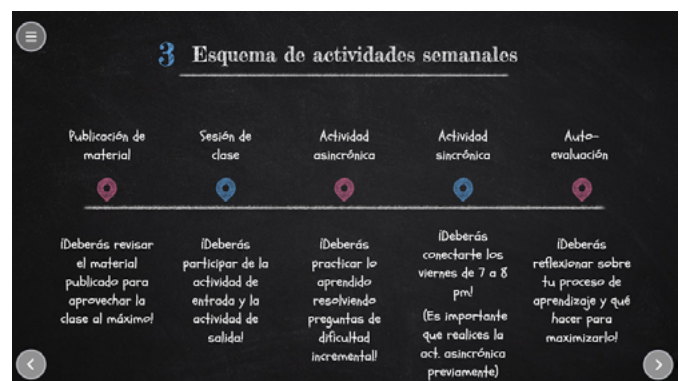 3 Esquema de actividades semanales
Publicación de
material
Sesión de
clase
Actividad
asincrónica
Actividad
sincrónica
Auto-
evaluación
¡Deberás revisar
el material
publicado para
aprovechar la
clase al máximo!
¡Deberás
participar de la
actividad de
entrada y la
actividad de
salida!
¡Deberás
practicar lo
aprendido
resolviendo
preguntas de
dificultad
incremental!
¡Deberás
conectarte los
viernes de 7 a 8
pm!
(Es importante
que realices la
act. asincrónica
previamente)
¡Deberás
reflexionar sobre
tu proceso de
aprendizaje y qué
hacer para
maximizarlo!